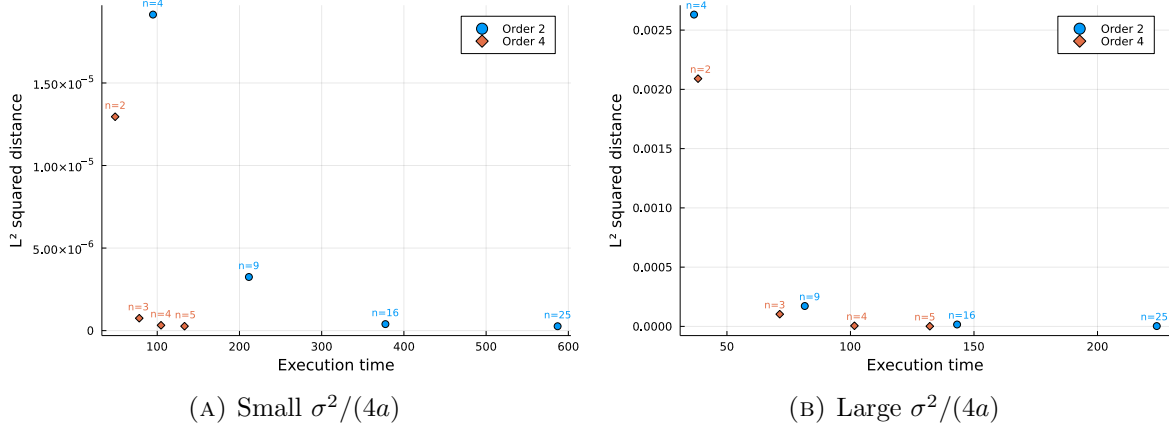 n=4
Order 2
Order 4
1.50×10⁻⁵
n=2
1.00×10⁻⁵
L² squared distance
5.00×10⁻⁶
n=9
n=3
n=4
n=5
n=16
n=25
0
100
200
300
400
500
600
Execution time
(A) Small σ²/(4a)
n=4
Order 2
Order 4
0.0025
n=2
0.0020
0.0015
L² squared distance
0.0010
0.0005
n=9
n=3
n=4
n=5
n=16
n=25
0.0000
50
100
150
200
Execution time
(B) Large σ²/(4a)